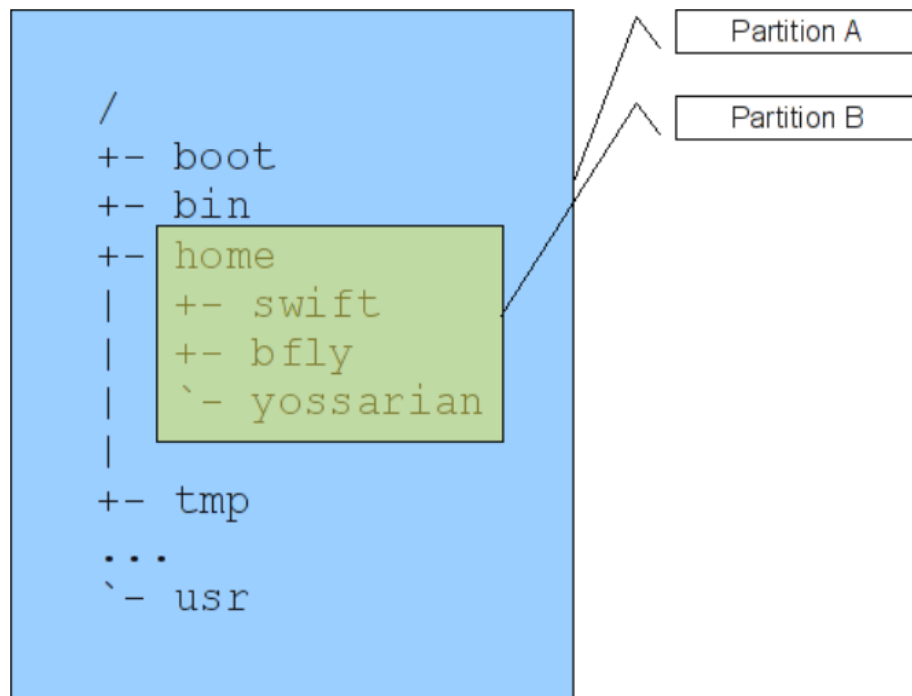 /
+- boot
+- bin
+- home
| +- swift
| +- bfly
| `- yossarian
|
+- tmp
...
`- usr
Partition A
Partition B